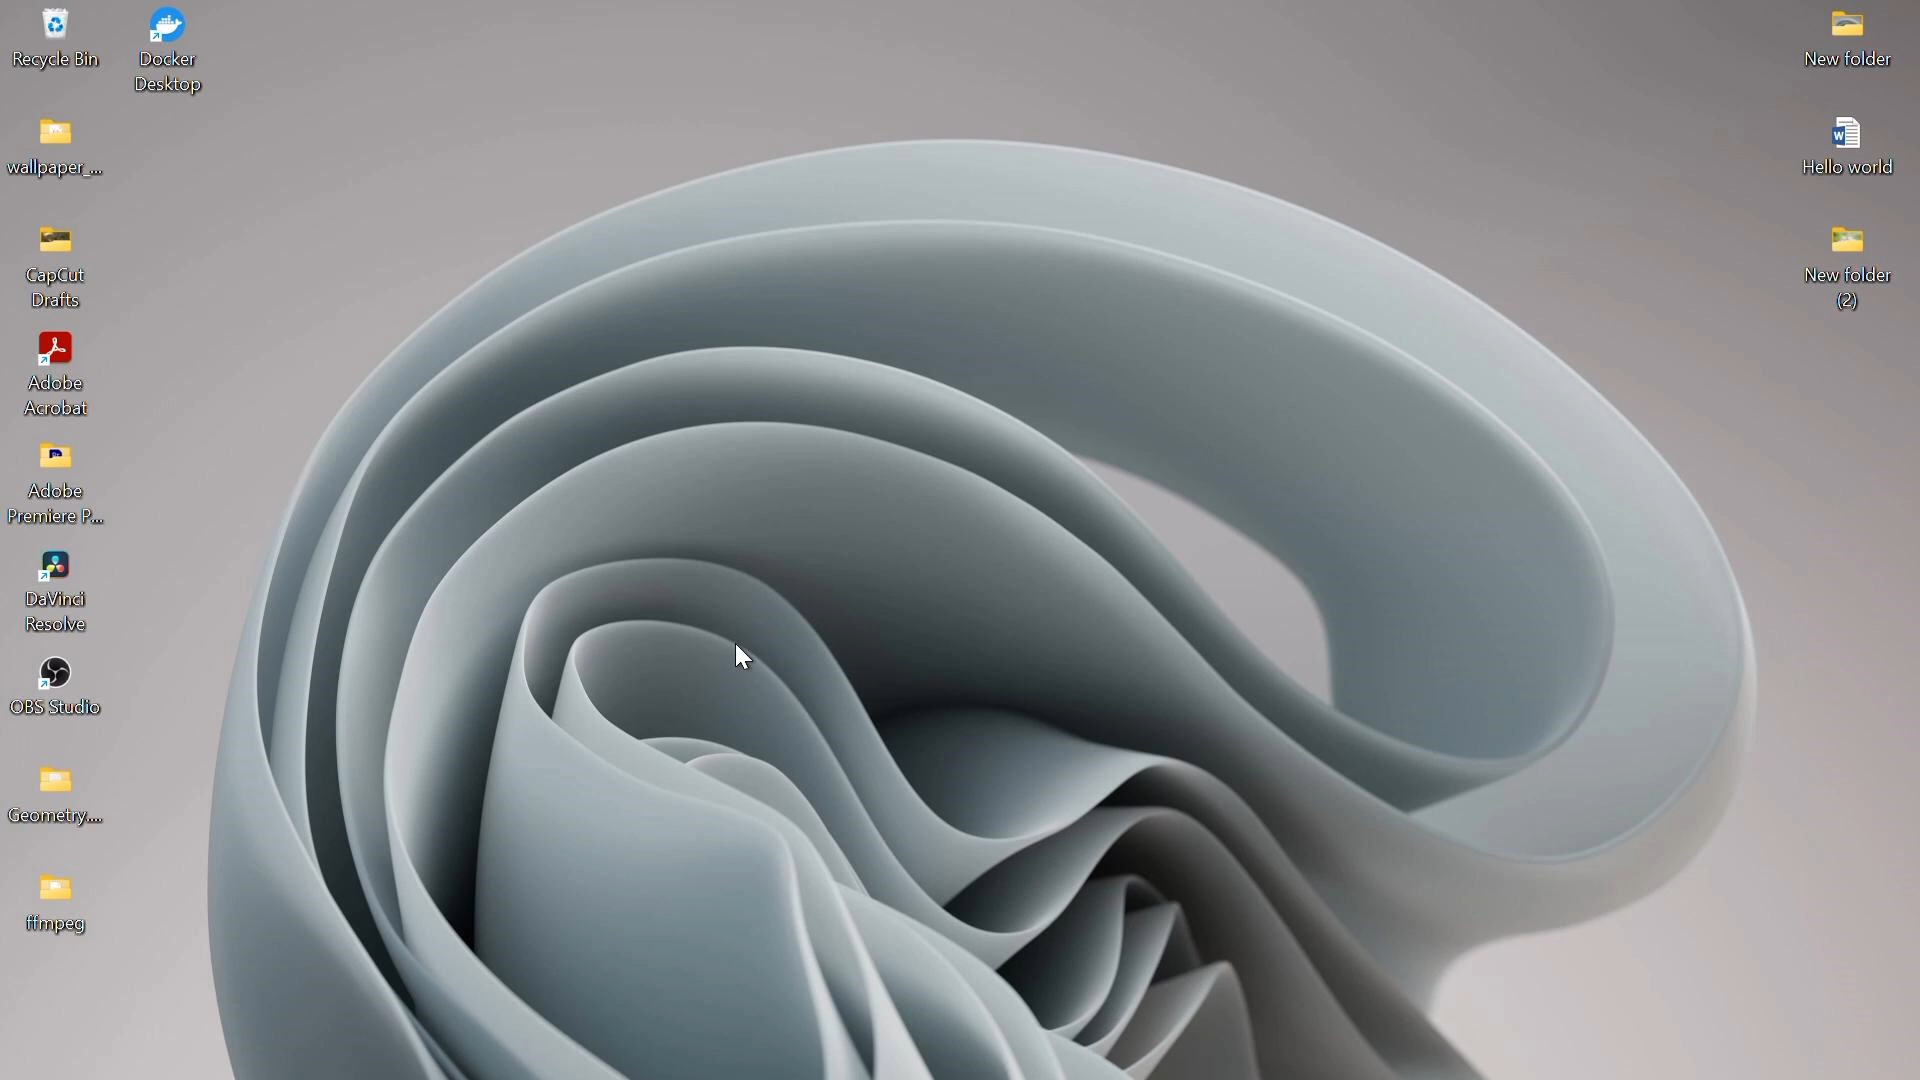 Recycle Bin
Docker
Desktop
wallpaper_...
CapCut
Drafts
Adobe
Acrobat
Adobe
Premiere P...
DaVinci
Resolve
OBS Studio
Geometry....
ffmpeg
New folder
Hello world
New folder
(2)